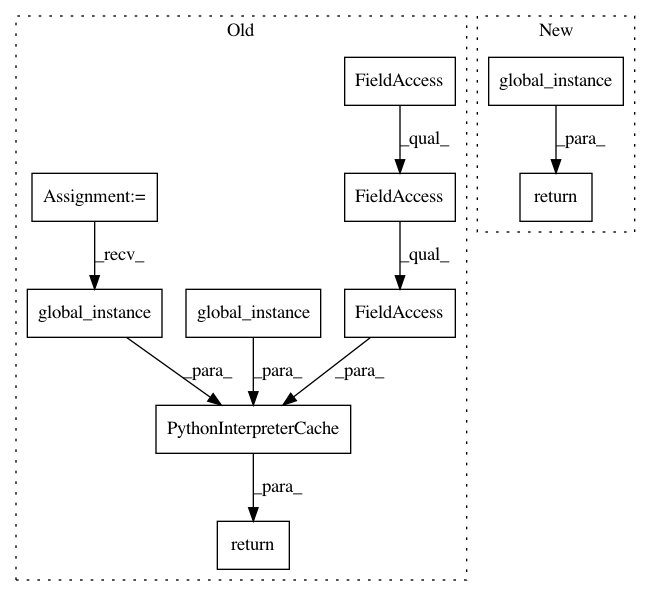 Old
New
FieldAccess
global_instance
_qual_
_para_
Assignment:=
FieldAccess
return
_recv_
_qual_
global_instance
global_instance
FieldAccess
_para_
_para_
_para_
PythonInterpreterCache
_para_
return